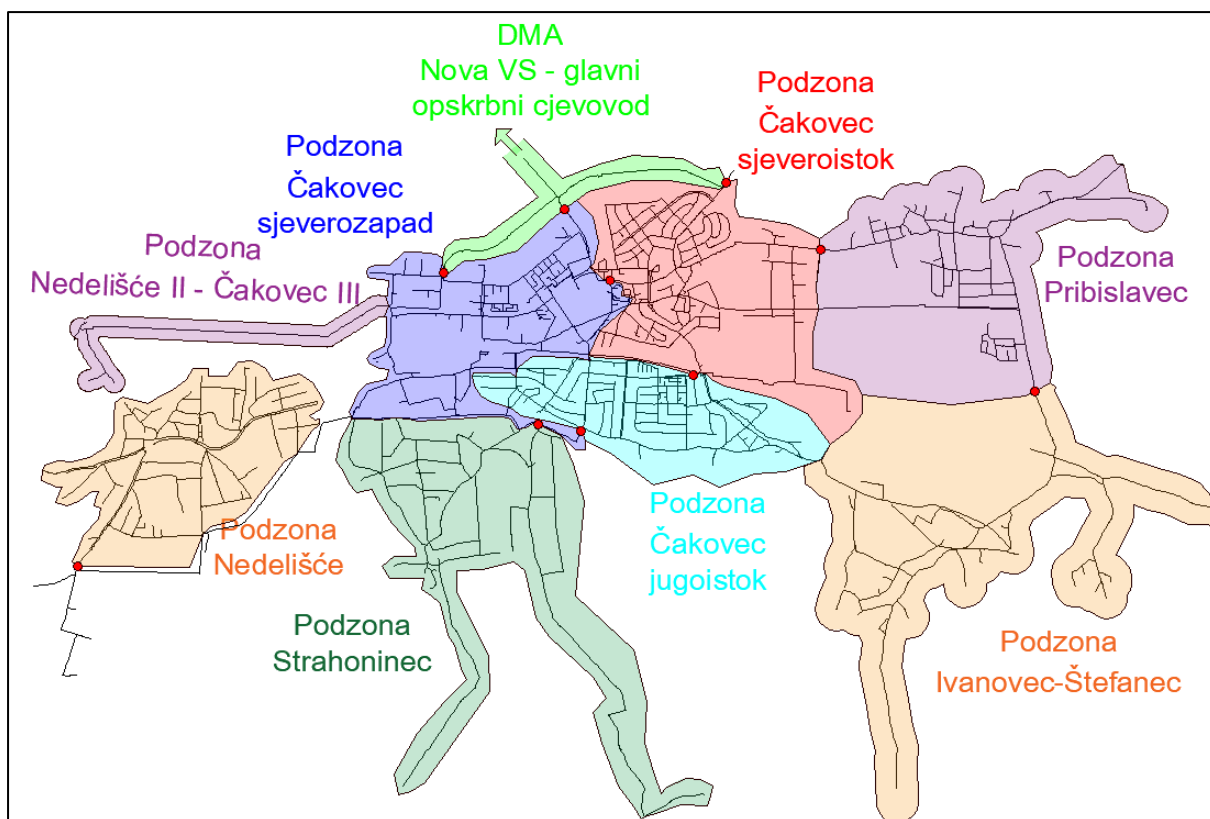 DMA
Nova VS - glavni
opskrbni cjevovod
Podzona
Čakovec
sjeveroistok
Podzona
Čakovec
sjeverozapad
Podzona
Nedelišće II - Čakovec III
Podzona
Pribislavec
Podzona
Nedelišće
Podzona
Čakovec
jugoistok
Podzona
Strahoninec
Podzona
Ivanovec-Štefanec